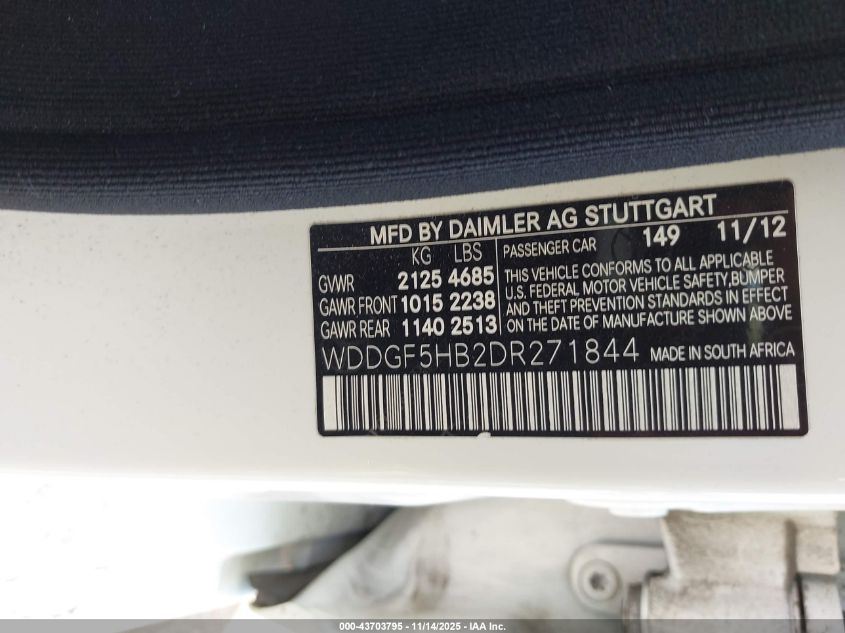 MFD BY DAIMLER AG STUTTGART
KG LBS
GVWR 2125 4685
GAWR FRONT 1015 2238
GAWR REAR 1140 2513
PASSENGER CAR 149 11/12
THIS VEHICLE CONFORMS TO ALL APPLICABLE
U.S. FEDERAL MOTOR VEHICLE SAFETY, BUMPER
AND THEFT PREVENTION STANDARDS IN EFFECT
ON THE DATE OF MANUFACTURE SHOWN ABOVE
WDDGF5HB2DR271844 MADE IN SOUTH AFRICA
000-43703795 - 11/14/2025 - IAA Inc.